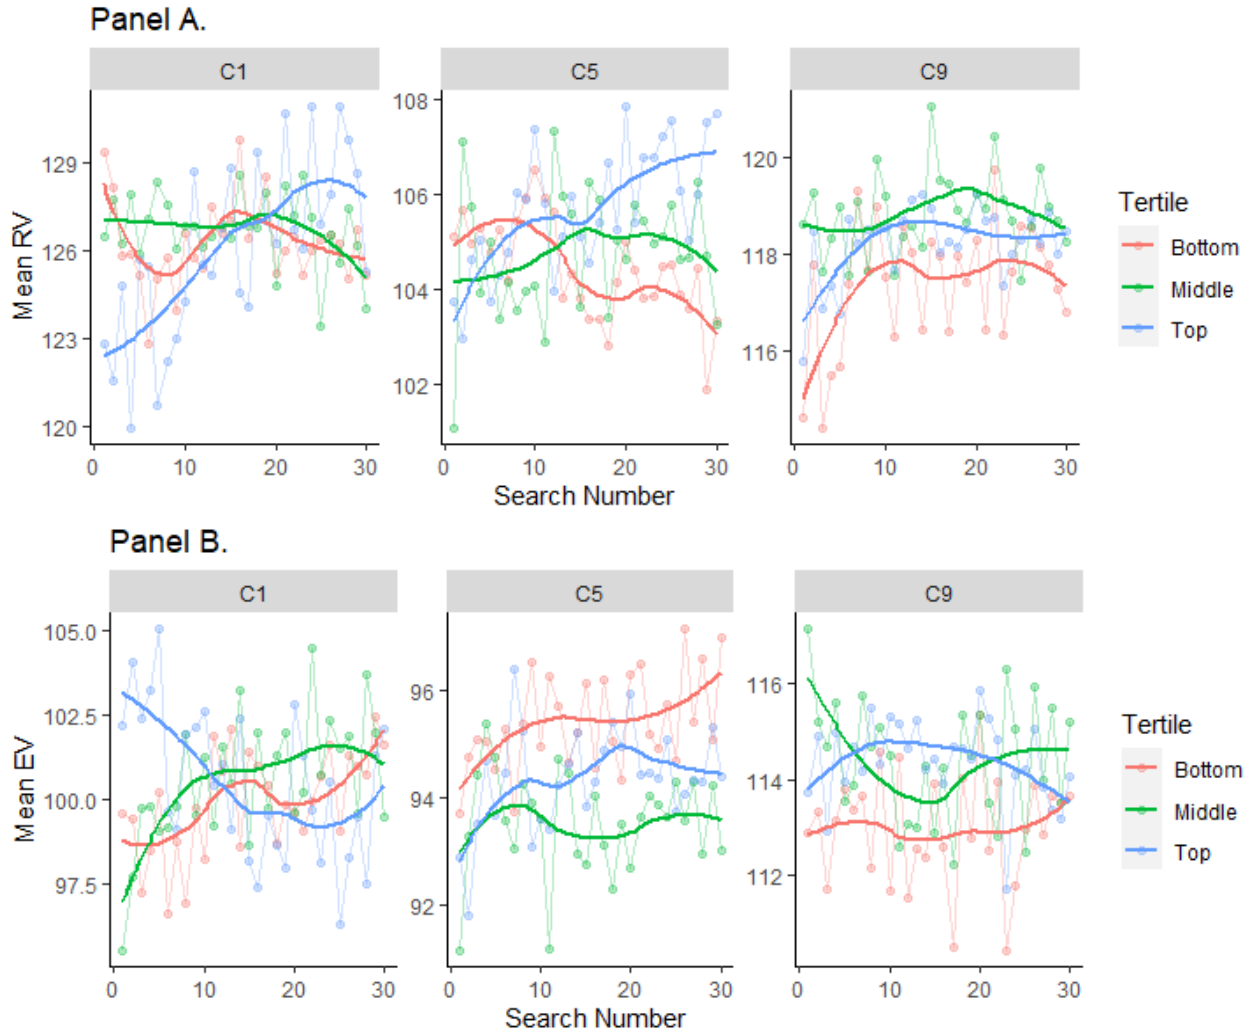 Panel A.
C1
C5
C9
Mean RV
129
126
123
120
108
106
104
102
120
118
116
0 10 20 30
0 10 20 30
0 10 20 30
Search Number
Tertile
Bottom
Middle
Top
Panel B.
C1
C5
C9
Mean EV
105.0
102.5
100.0
97.5
96
94
92
116
114
112
0 10 20 30
0 10 20 30
0 10 20 30
Search Number
Tertile
Bottom
Middle
Top